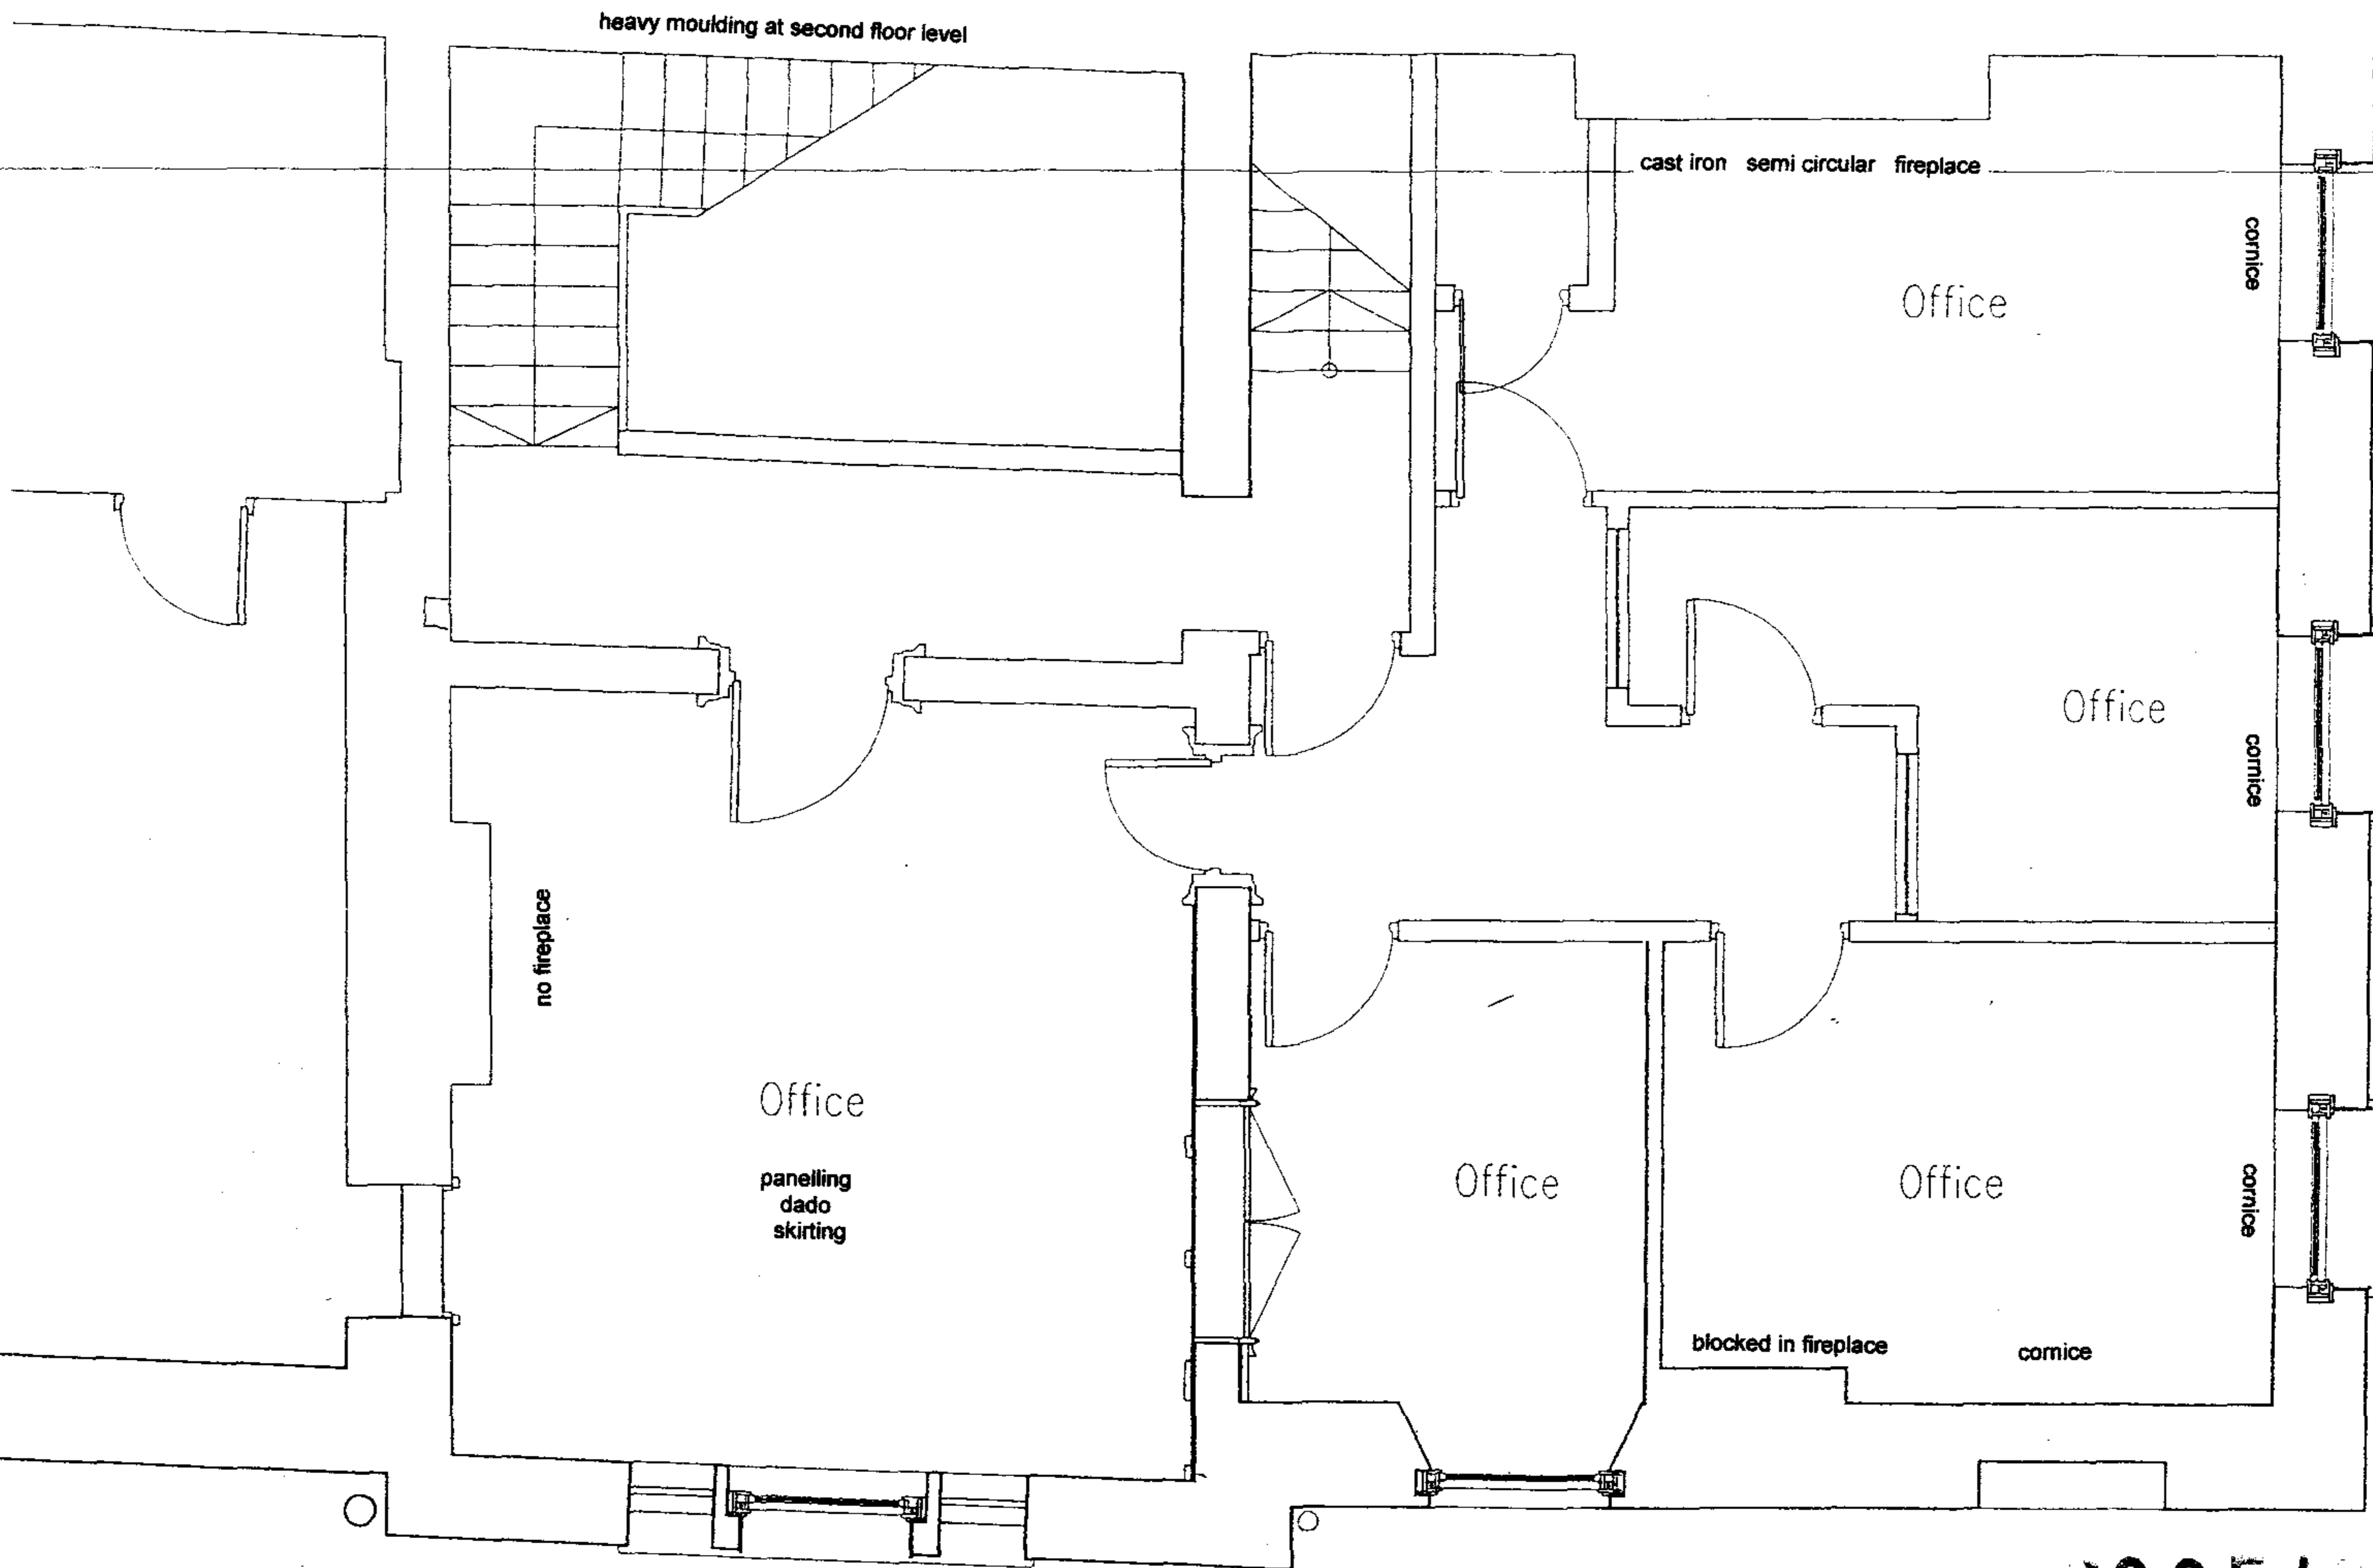 heavy moulding at second floor level
cast iron semi circular fireplace
cornice
Office
Office
cornice
no fireplace
Office
panelling
dado
skirting
Office
Office
cornice
blocked in fireplace
cornice